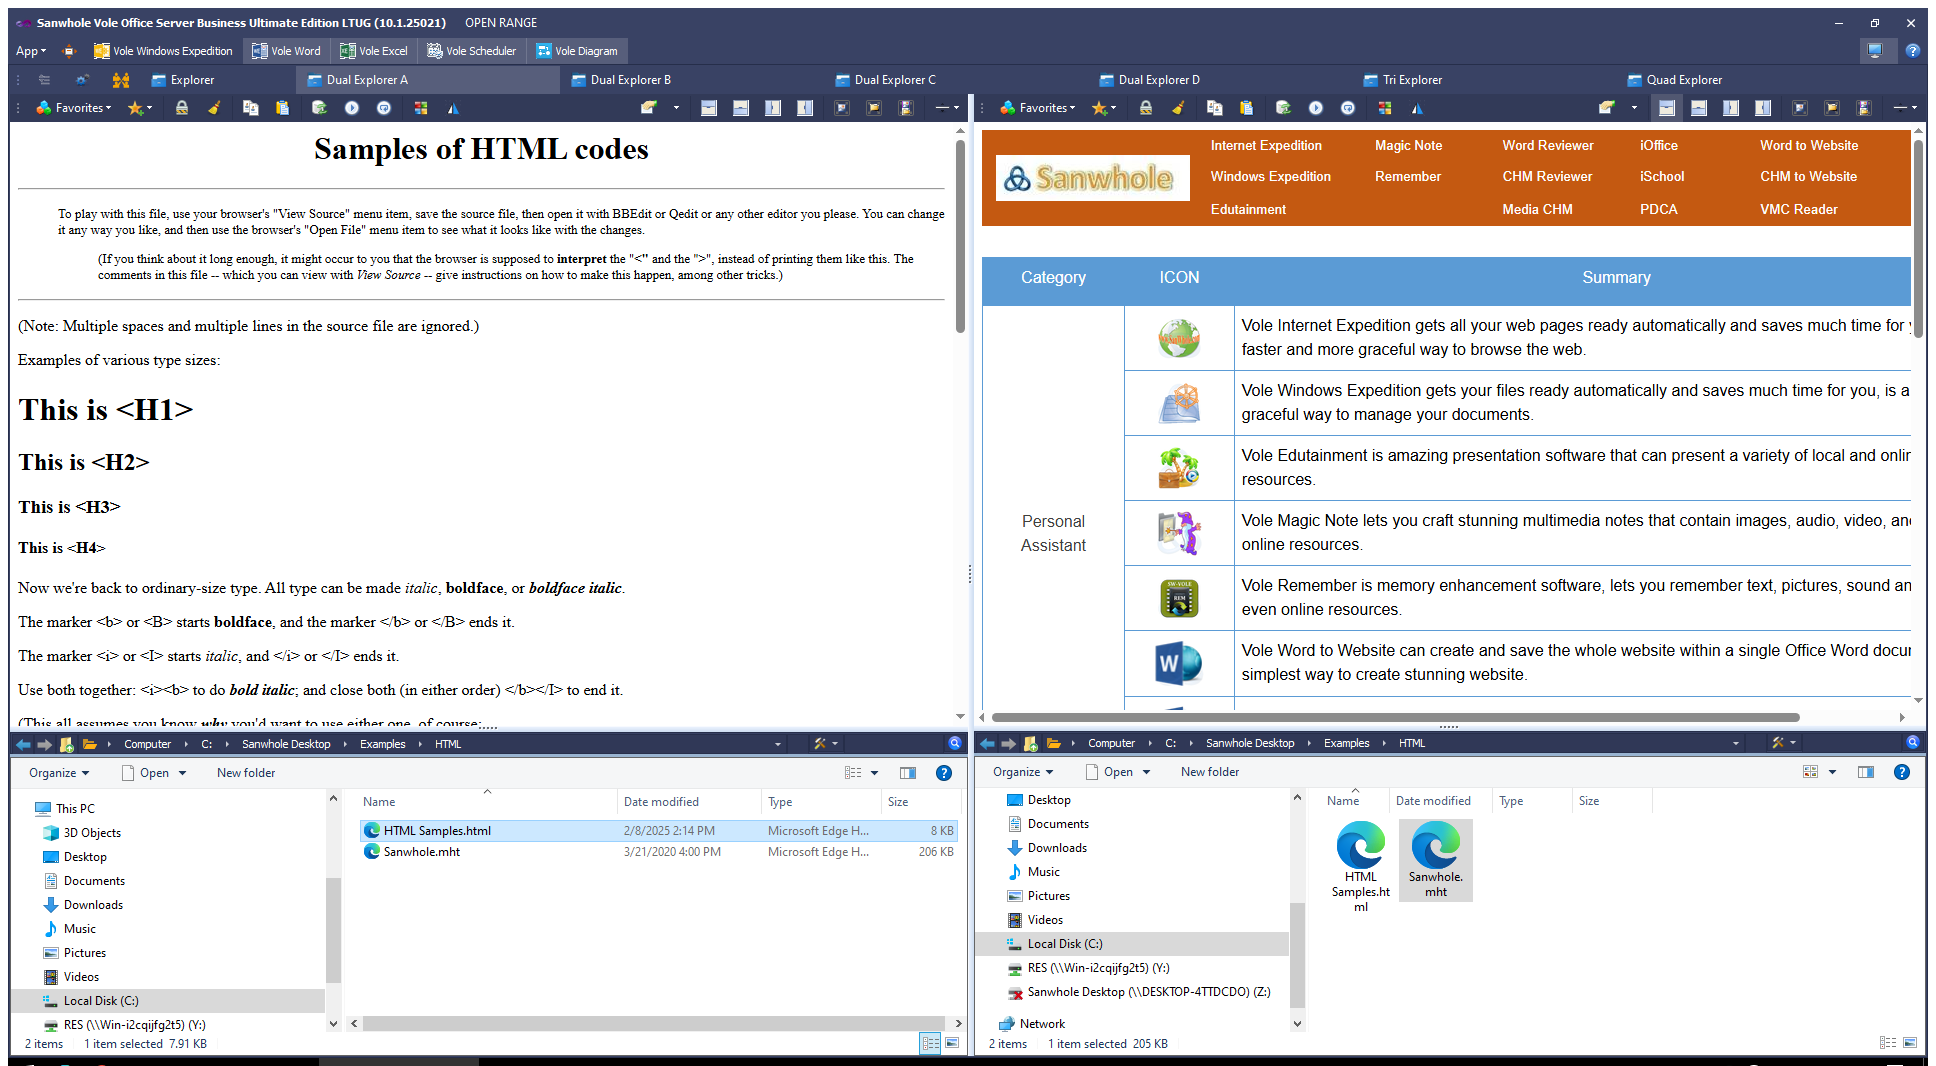 Sanwhole Vole Office Server Business Ultimate Edition LTUG (10.1.25021) OPEN RANGE
App Vole Windows Expedition Vole Word Vole Excel Vole Scheduler Vole Diagram
Explorer Dual Explorer A Dual Explorer B Dual Explorer C Dual Explorer D Tri Explorer Quad Explorer
Favorites
Samples of HTML codes
To play with this file, use your browser's "View Source" menu item, save the source file, then open it with BBEdit or Qedit or any other editor you please. You can change
it any way you like, and then use the browser's "Open File" menu item to see what it looks like with the changes.
(If you think about it long enough, it might occur to you that the browser is supposed to interpret the "<" and the ">", instead of printing them like this. The
comments in this file -- which you can view with View Source -- give instructions on how to make this happen, among other tricks.)
(Note: Multiple spaces and multiple lines in the source file are ignored.)
Examples of various type sizes:
This is <H1>
This is <H2>
This is <H3>
This is <H4>
Now we're back to ordinary-size type. All type can be made italic, boldface, or boldface italic.
The marker <b> or <B> starts boldface, and the marker </b> or </B> ends it.
The marker <i> or <I> starts italic, and </i> or </I> ends it.
Use both together: <i><b> to do bold italic; and close both (in either order) </b></I> to end it.
(This all assumes you know why you'd want to use either one, of course;
Computer C: Sanwhole Desktop Examples HTML
Organize Open New folder
This PC
3D Objects
Desktop
Documents
Downloads
Music
Pictures
Videos
Local Disk (C:)
RES (\\Win-i2cqijfg2t5) (Y:)
Name Date modified Type Size
HTML Samples.html 2/8/2025 2:14 PM Microsoft Edge H... 8 KB
Sanwhole.mht 3/21/2020 4:00 PM Microsoft Edge H... 206 KB
2 items 1 item selected 7.91 KB
Favorites
Sanwhole
Internet Expedition Magic Note Word Reviewer iOffice Word to Website
Windows Expedition Remember CHM Reviewer iSchool CHM to Website
Edutainment Media CHM PDCA VMC Reader
Category ICON Summary
Personal
Assistant
Vole Internet Expedition gets all your web pages ready automatically and saves much time for
faster and more graceful way to browse the web.
Vole Windows Expedition gets your files ready automatically and saves much time for you, is a
graceful way to manage your documents.
Vole Edutainment is amazing presentation software that can present a variety of local and onlin
resources.
Vole Magic Note lets you craft stunning multimedia notes that contain images, audio, video, and
online resources.
SW-VOLE
REM
Vole Remember is memory enhancement software, lets you remember text, pictures, sound an
even online resources.
W
Vole Word to Website can create and save the whole website within a single Office Word docu
simplest way to create stunning website.
Computer C: Sanwhole Desktop Examples HTML
Organize Open New folder
Desktop
Documents
Downloads
Music
Pictures
Videos
Local Disk (C:)
RES (\\Win-i2cqijfg2t5) (Y:)
Sanwhole Desktop (\\DESKTOP-4TTDCDO) (Z:)
Network
Name Date modified Type Size
HTML
Samples.ht
ml
Sanwhole.
mht
2 items 1 item selected 205 KB